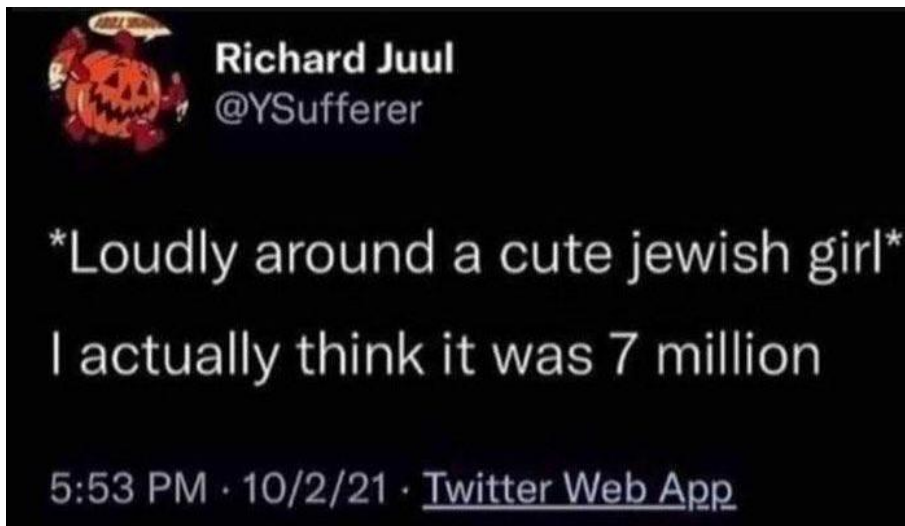 Richard Juul
@YSufferer
*Loudly around a cute jewish girl*
I actually think it was 7 million
5:53 PM · 10/2/21 · Twitter Web App